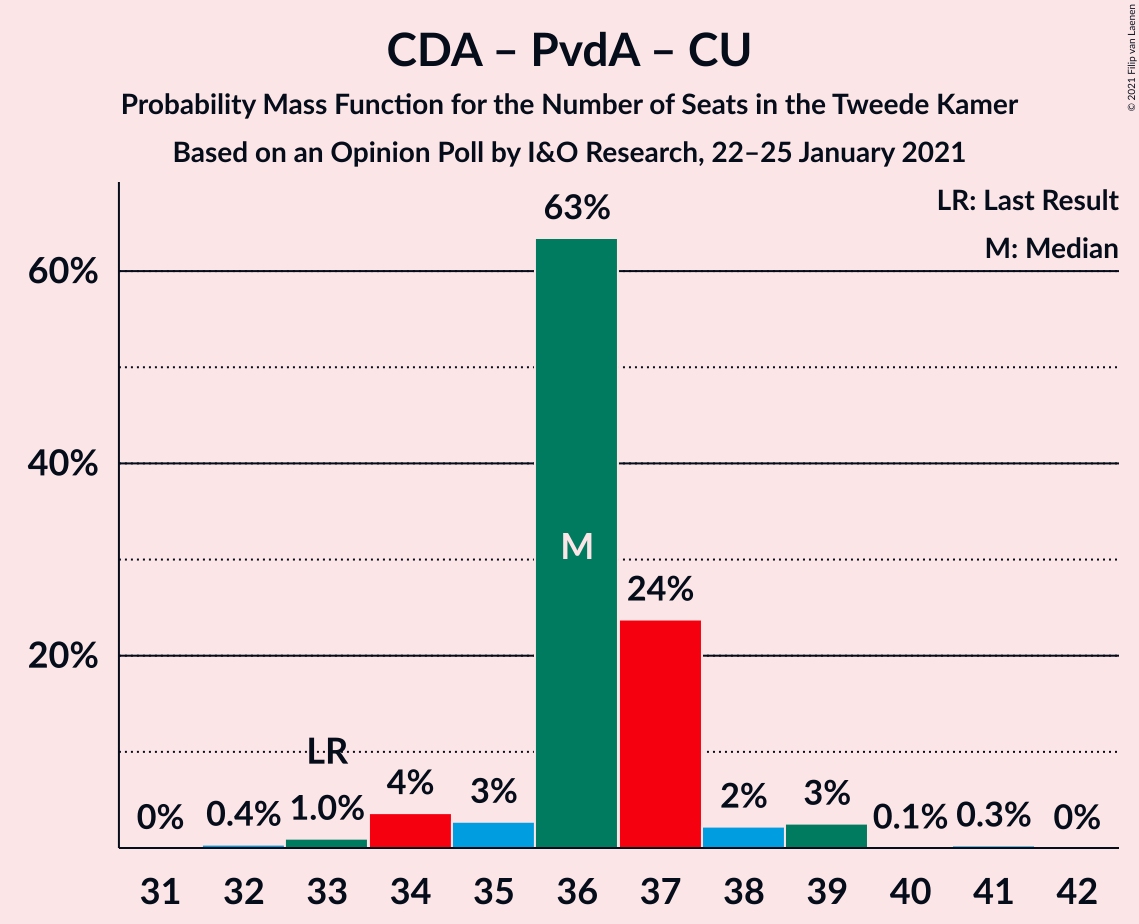 CDA – PvdA – CU
Probability Mass Function for the Number of Seats in the Tweede Kamer
Based on an Opinion Poll by I&O Research, 22–25 January 2021
© 2021 Filip van Laenen
LR: Last Result
M: Median
60%
40%
20%
0%
0.4%
LR
1.0%
4%
3%
63%
M
24%
2%
3%
0.1%
0.3%
0%
31 32 33 34 35 36 37 38 39 40 41 42